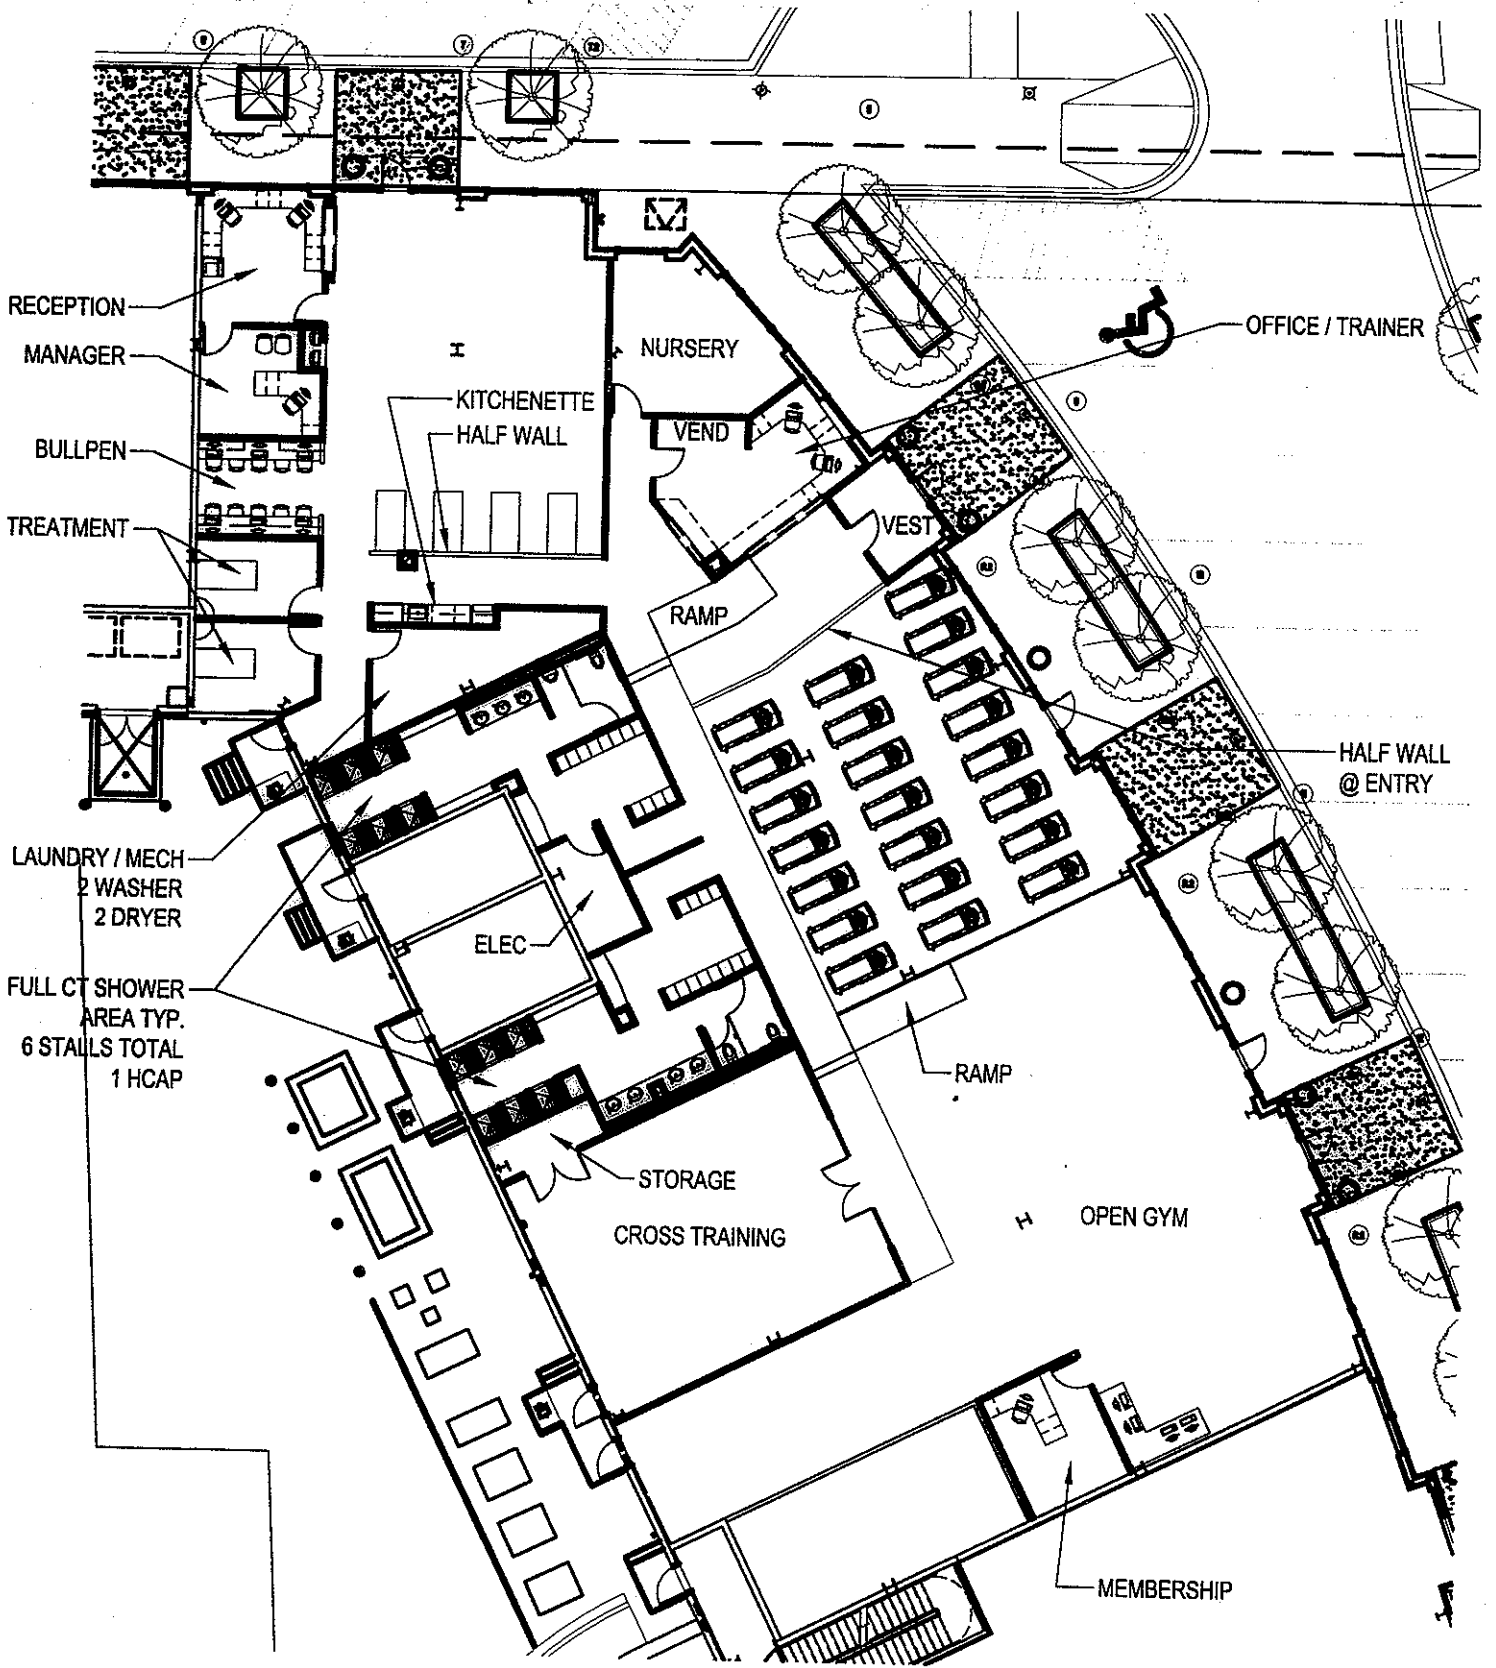 RECEPTION
MANAGER
BULLPEN
TREATMENT
KITCHENETTE
HALF WALL
NURSERY
VEND
OFFICE / TRAINER
VEST
RAMP
HALF WALL
@ ENTRY
LAUNDRY / MECH
2 WASHER
2 DRYER
ELEC
FULL CT SHOWER
AREA TYP.
6 STALLS TOTAL
1 HCAP
RAMP
STORAGE
CROSS TRAINING
OPEN GYM
MEMBERSHIP